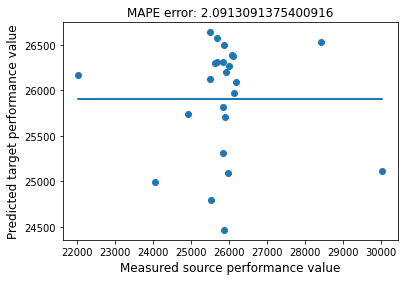 MAPE error: 2.0913091375400916
Predicted target performance value
26500
26000
25500
25000
24500
22000 23000 24000 25000 26000 27000 28000 29000 30000
Measured source performance value